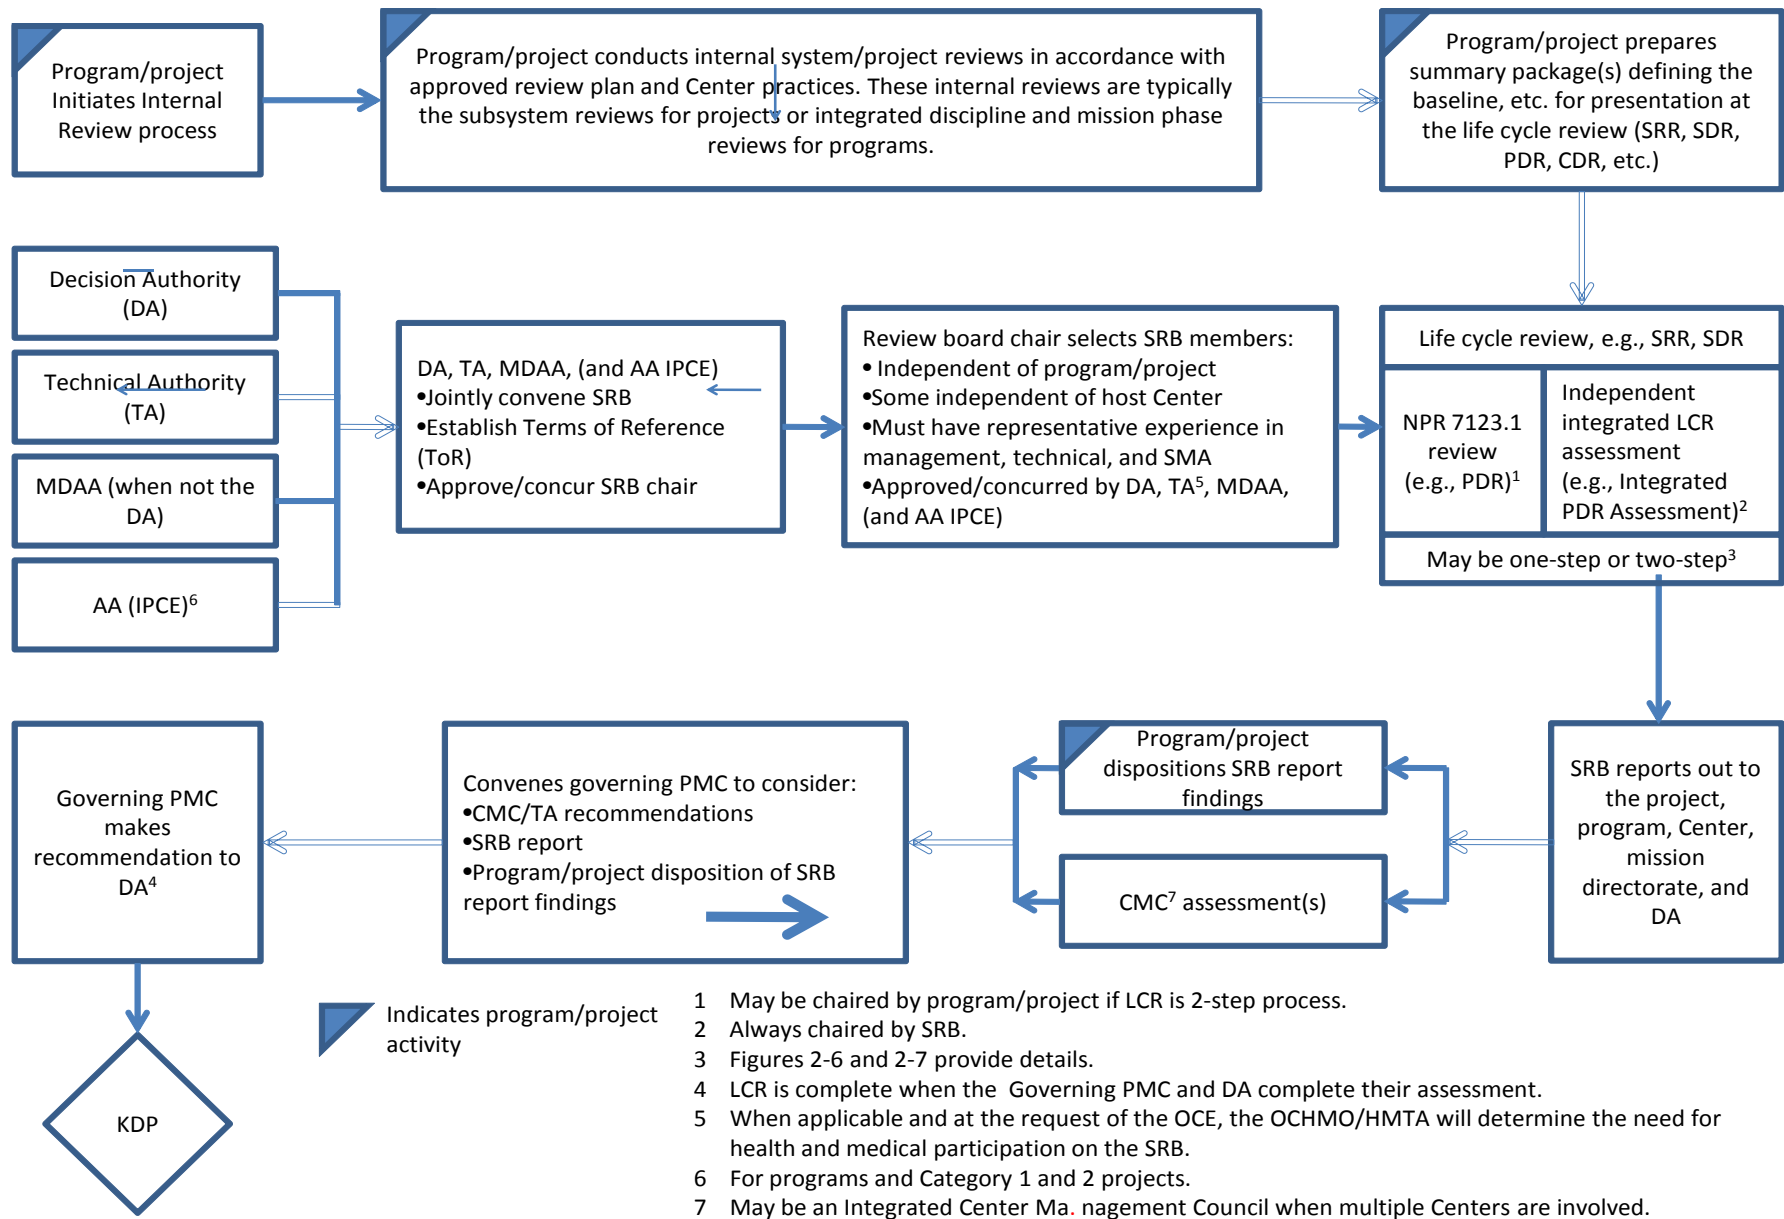 Program/project
Initiates Internal
Review process
Program/project conducts internal system/project reviews in accordance with
approved review plan and Center practices. These internal reviews are typically
the subsystem reviews for projects or integrated discipline and mission phase
reviews for programs.
Program/project prepares
summary package(s) defining the
baseline, etc. for presentation at
the life cycle review (SRR, SDR,
PDR, CDR, etc.)
Decision Authority
(DA)
Technical Authority
(TA)
MDAA (when not the
DA)
AA (IPCE)6
DA, TA, MDAA, (and AA IPCE)
•Jointly convene SRB
•Establish Terms of Reference
(ToR)
•Approve/concur SRB chair
Review board chair selects SRB members:
• Independent of program/project
•Some independent of host Center
•Must have representative experience in
management, technical, and SMA
•Approved/concurred by DA, TA5, MDAA,
(and AA IPCE)
Life cycle review, e.g., SRR, SDR
NPR 7123.1
review
(e.g., PDR)1
Independent
integrated LCR
assessment
(e.g., Integrated
PDR Assessment)2
May be one-step or two-step3
Governing PMC
makes
recommendation to
DA4
Convenes governing PMC to consider:
•CMC/TA recommendations
•SRB report
•Program/project disposition of SRB
report findings
Program/project
dispositions SRB report
findings
CMC7 assessment(s)
SRB reports out to
the project,
program, Center,
mission
directorate, and
DA
KDP
Indicates program/project
activity
1 May be chaired by program/project if LCR is 2-step process.
2 Always chaired by SRB.
3 Figures 2-6 and 2-7 provide details.
4 LCR is complete when the Governing PMC and DA complete their assessment.
5 When applicable and at the request of the OCE, the OCHMO/HMTA will determine the need for
health and medical participation on the SRB.
6 For programs and Category 1 and 2 projects.
7 May be an Integrated Center Ma. nagement Council when multiple Centers are involved.